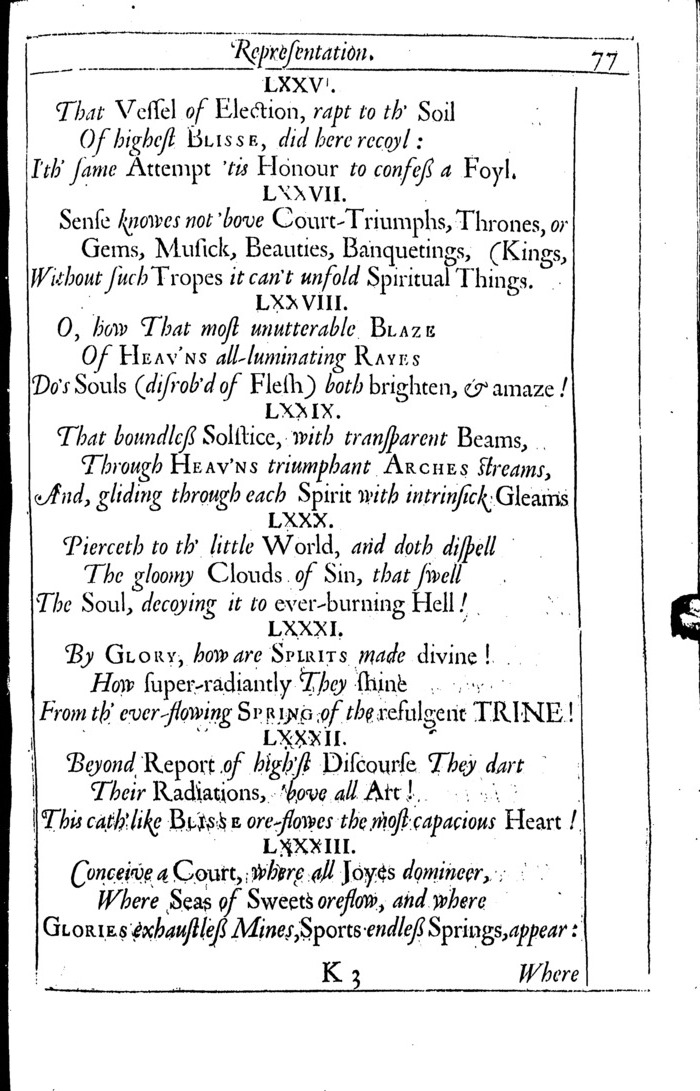 Repreſentation. 77
LXXVI.
That Veſſel of Election, rapt to th' Soil
Of higheſt BLISSE, did here recoyl :
I'th' ſame Attempt 'tis Honour to confeß a Foyl.
LXXVII.
Senſe knowes not 'bove Court-Triumphs, Thrones, or
Gems, Muſick, Beauties, Banquetings, (Kings,
Without ſuch Tropes it can't unfold Spiritual Things.
LXXVIII.
O, how That moſt unutterable BLAZE
Of HEAV'NS all-luminating RAYES
Do's Souls (diſrob'd of Fleſh) both brighten, & amaze !
LXXIX.
That boundleß Solſtice, with tranſparent Beams,
Through HEAV'NS triumphant ARCHES ſtreams,
And, gliding through each Spirit with intrinſick Gleams
LXXX.
Pierceth to th' little World, and doth diſpell
The gloomy Clouds of Sin, that ſwell
The Soul, decoying it to ever-burning Hell !
LXXXI.
By GLORY, how are SPIRITS made divine !
How ſuper-radiantly They ſhine
From th' ever-flowing SPRING of the refulgent TRINE !
LXXXII.
Beyond Report of high'ſt Diſcourſe They dart
Their Radiations, 'bove all Art !
This cath'like BLISSE ore-flowes the moſt capacious Heart !
LXXXIII.
Conceive a Court, where all Joyes domineer,
Where Seas of Sweets oreflow, and where
GLORIES exhauſtleß Mines, Sports endleß Springs, appear :
K 3 Where